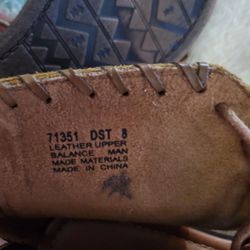 71351 DST 8
LEATHER UPPER
BALANCE MAN
MADE MATERIALS
MADE IN CHINA